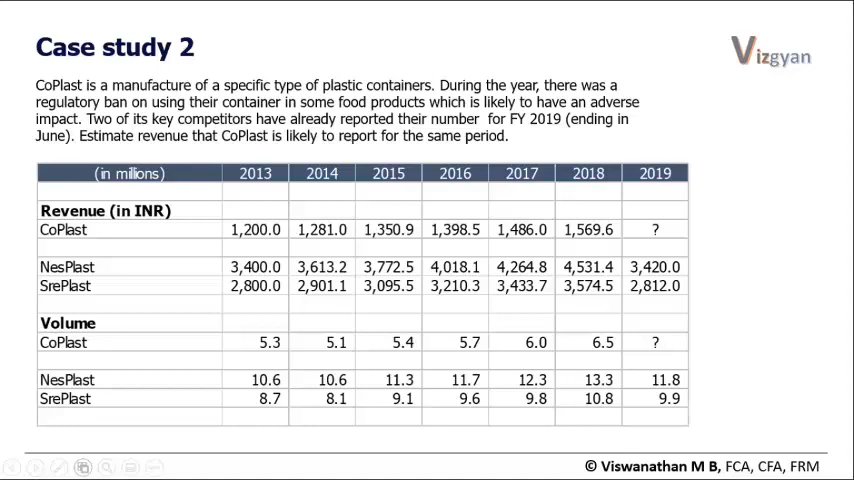 Case study 2
Vizgyan
CoPlast is a manufacture of a specific type of plastic containers. During the year, there was a
regulatory ban on using their container in some food products which is likely to have an adverse
impact. Two of its key competitors have already reported their number for FY 2019 (ending in
June). Estimate revenue that CoPlast is likely to report for the same period.
(in millions) 2013 2014 2015 2016 2017 2018 2019
Revenue (in INR)
CoPlast 1,200.0 1,281.0 1,350.9 1,398.5 1,486.0 1,569.6 ?
NesPlast 3,400.0 3,613.2 3,772.5 4,018.1 4,264.8 4,531.4 3,420.0
SrePlast 2,800.0 2,901.1 3,095.5 3,210.3 3,433.7 3,574.5 2,812.0
Volume
CoPlast 5.3 5.1 5.4 5.7 6.0 6.5 ?
NesPlast 10.6 10.6 11.3 11.7 12.3 13.3 11.8
SrePlast 8.7 8.1 9.1 9.6 9.8 10.8 9.9
© Viswanathan M B, FCA, CFA, FRM